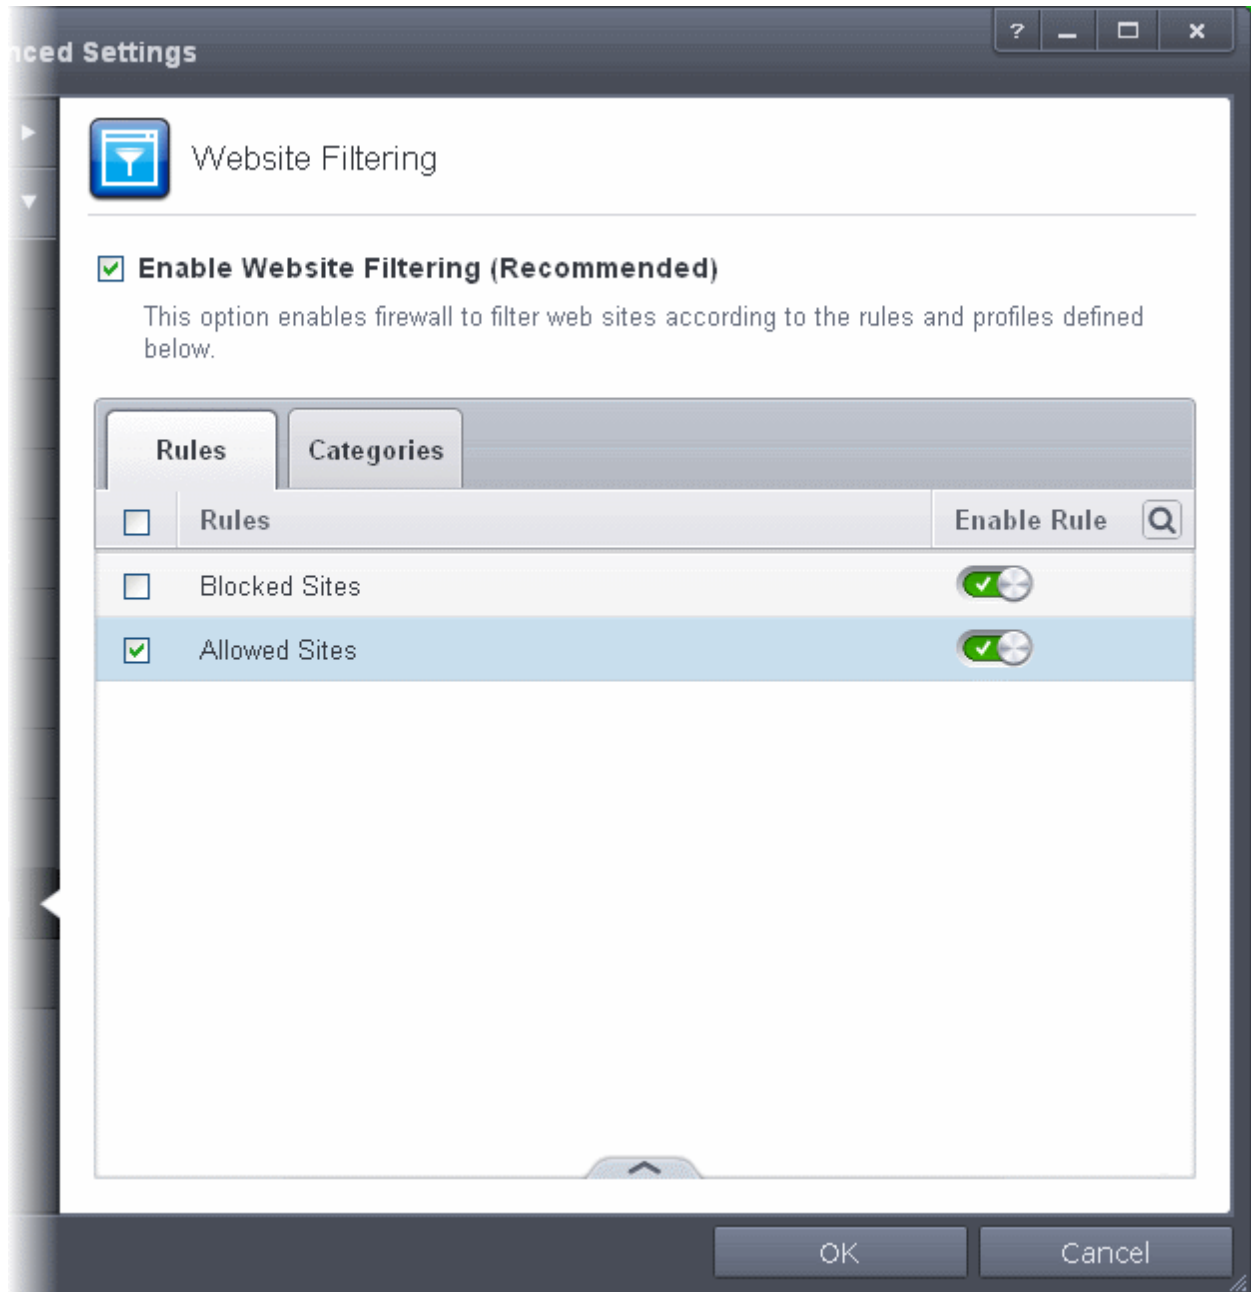 nced Settings
?
Website Filtering
Enable Website Filtering (Recommended)
This option enables firewall to filter web sites according to the rules and profiles defined
below.
Rules Categories
Rules Enable Rule
Blocked Sites
Allowed Sites
OK Cancel